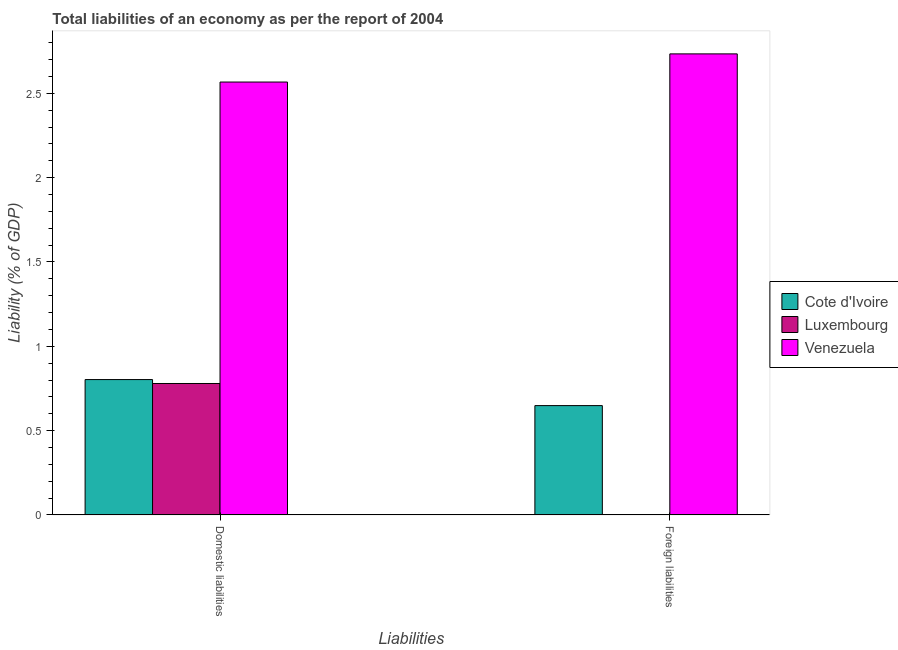 Total liabilities of an economy as per the report of 2004
Liability (% of GDP)
0
0.5
1
1.5
2
2.5
Domestic liabilities
Foreign liabilities
Liabilities
Cote d'Ivoire
Luxembourg
Venezuela